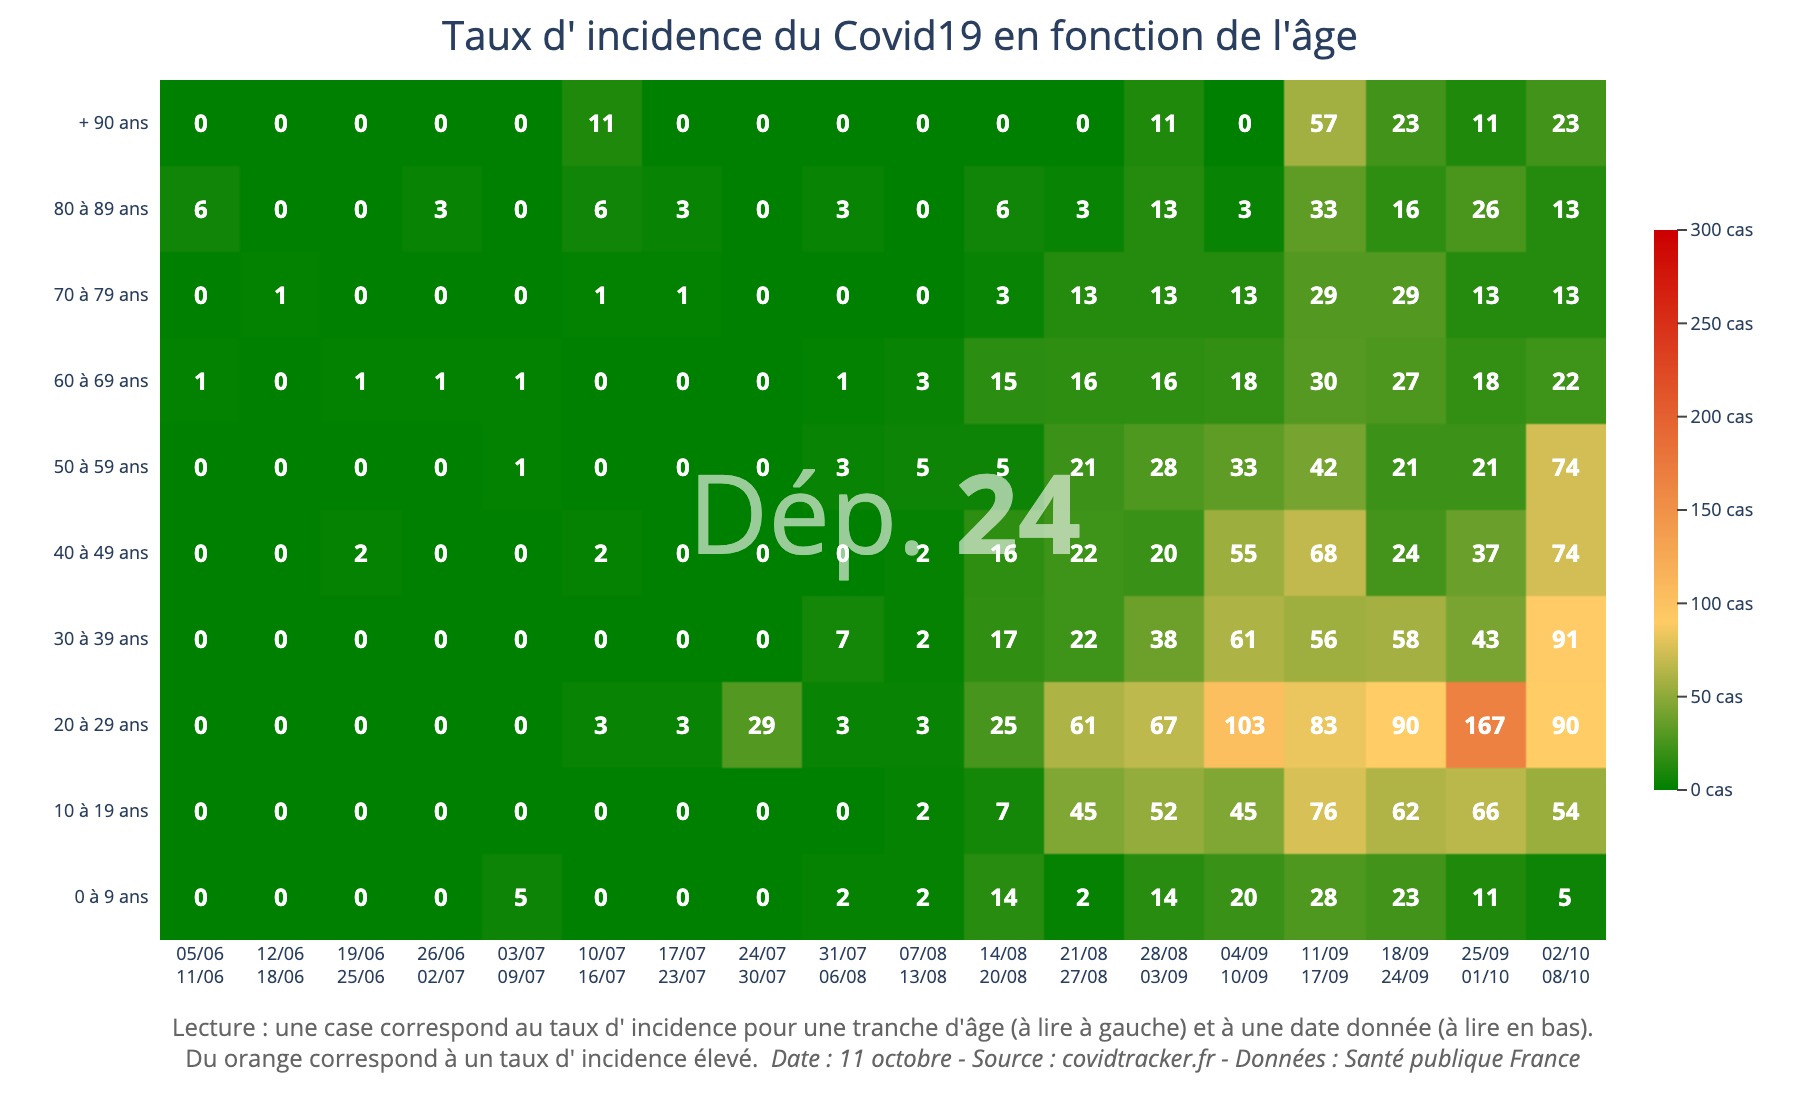 Taux d' incidence du Covid19 en fonction de l'âge
+ 90 ans 0 0 0 0 0 11 0 0 0 0 0 0 11 0 57 23 11 23
80 à 89 ans 6 0 0 3 0 6 3 0 3 0 6 3 13 3 33 16 26 13
70 à 79 ans 0 1 0 0 0 1 1 0 0 0 3 13 13 13 29 29 13 13
60 à 69 ans 1 0 1 1 1 0 0 0 1 3 15 16 16 18 30 27 18 22
50 à 59 ans 0 0 0 0 1 0 0 0 3 5 5 21 28 33 42 21 21 74
Dép. 24
40 à 49 ans 0 0 2 0 0 2 0 0 0 2 16 22 20 55 68 24 37 74
30 à 39 ans 0 0 0 0 0 0 0 0 7 2 17 22 38 61 56 58 43 91
20 à 29 ans 0 0 0 0 0 3 3 29 3 3 25 61 67 103 83 90 167 90
10 à 19 ans 0 0 0 0 0 0 0 0 0 2 7 45 52 45 76 62 66 54
0 à 9 ans 0 0 0 0 5 0 0 0 2 2 14 2 14 20 28 23 11 5
05/06 12/06 19/06 26/06 03/07 10/07 17/07 24/07 31/07 07/08 14/08 21/08 28/08 04/09 11/09 18/09 25/09 02/10
11/06 18/06 25/06 02/07 09/07 16/07 23/07 30/07 06/08 13/08 20/08 27/08 03/09 10/09 17/09 24/09 01/10 08/10
300 cas
250 cas
200 cas
150 cas
100 cas
50 cas
0 cas
Lecture : une case correspond au taux d' incidence pour une tranche d'âge (à lire à gauche) et à une date donnée (à lire en bas).
Du orange correspond à un taux d' incidence élevé. Date : 11 octobre - Source : covidtracker.fr - Données : Santé publique France